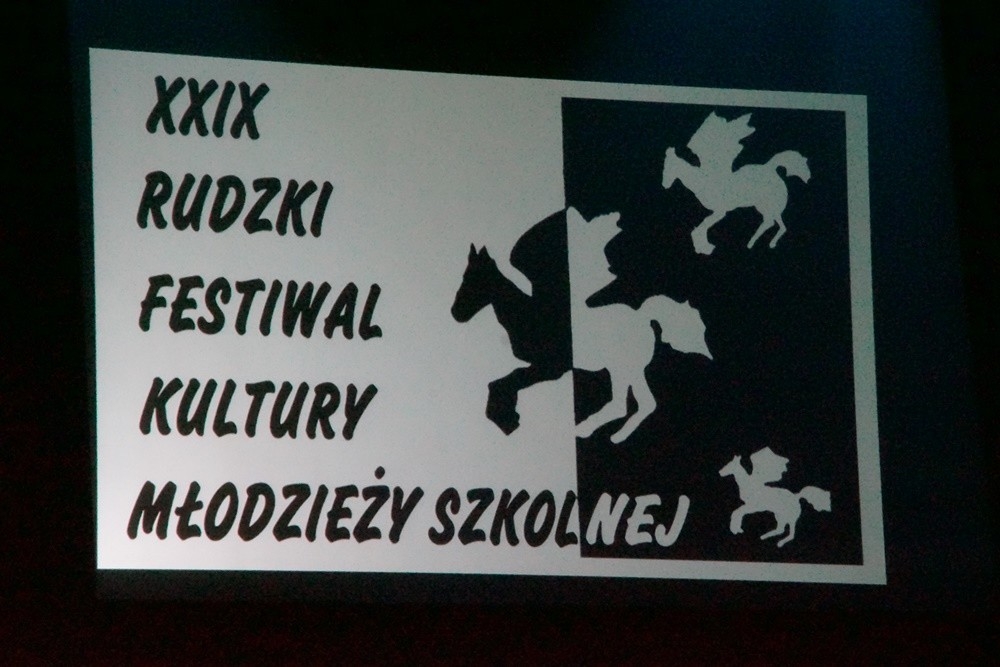 XXIX
RUDZKI
FESTIWAL
KULTURY
MŁODZIEŻY SZKOLNEJ